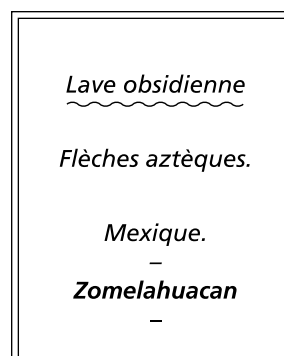 Lave obsidienne
Flèches aztèques.
Mexique.
–
Zomelahuacan
–